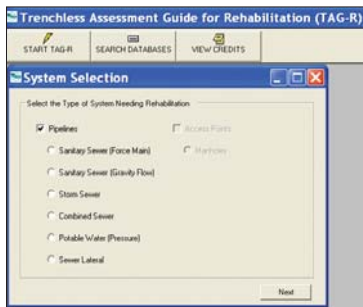 Trenchless Assessment Guide for Rehabilitation (TAG-R)
START TAG-R SEARCH DATABASES VIEW CREDITS
System Selection
Select the Type of System Needing Rehabilitation
Pipelines Access Points
Sanitary Sewer (Force Main) Manholes
Sanitary Sewer (Gravity Flow)
Storm Sewer
Combined Sewer
Potable Water (Pressure)
Sewer Lateral
Next